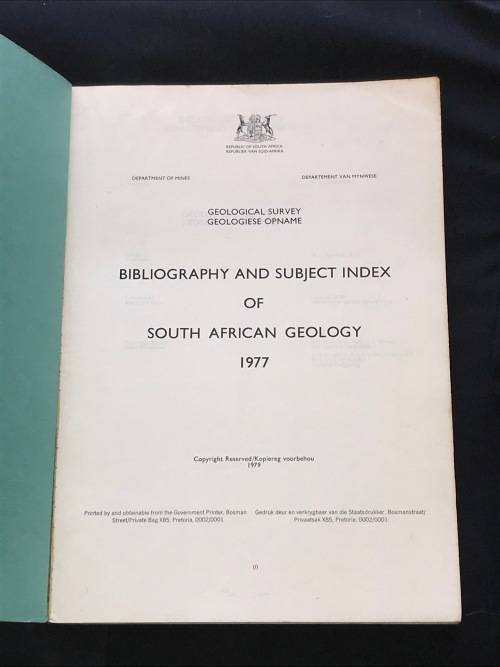 REPUBLIC OF SOUTH AFRICA
REPUBLIEK VAN SUID-AFRIKA
DEPARTMENT OF MINES
DEPARTEMENT VAN MYNWESE
GEOLOGICAL SURVEY
GEOLOGIESE OPNAME
BIBLIOGRAPHY AND SUBJECT INDEX
OF
SOUTH AFRICAN GEOLOGY
1977
Copyright Reserved/Kopiereg voorbehou
1979
Printed by and obtainable from the Government Printer, Bosman
Street/Private Bag X85, Pretoria, 0002/0001
Gedruk deur en verkrygbaar van die Staatsdrukker, Bosmanstraat/
Privaatsak X85, Pretoria, 0002/0001
(i)